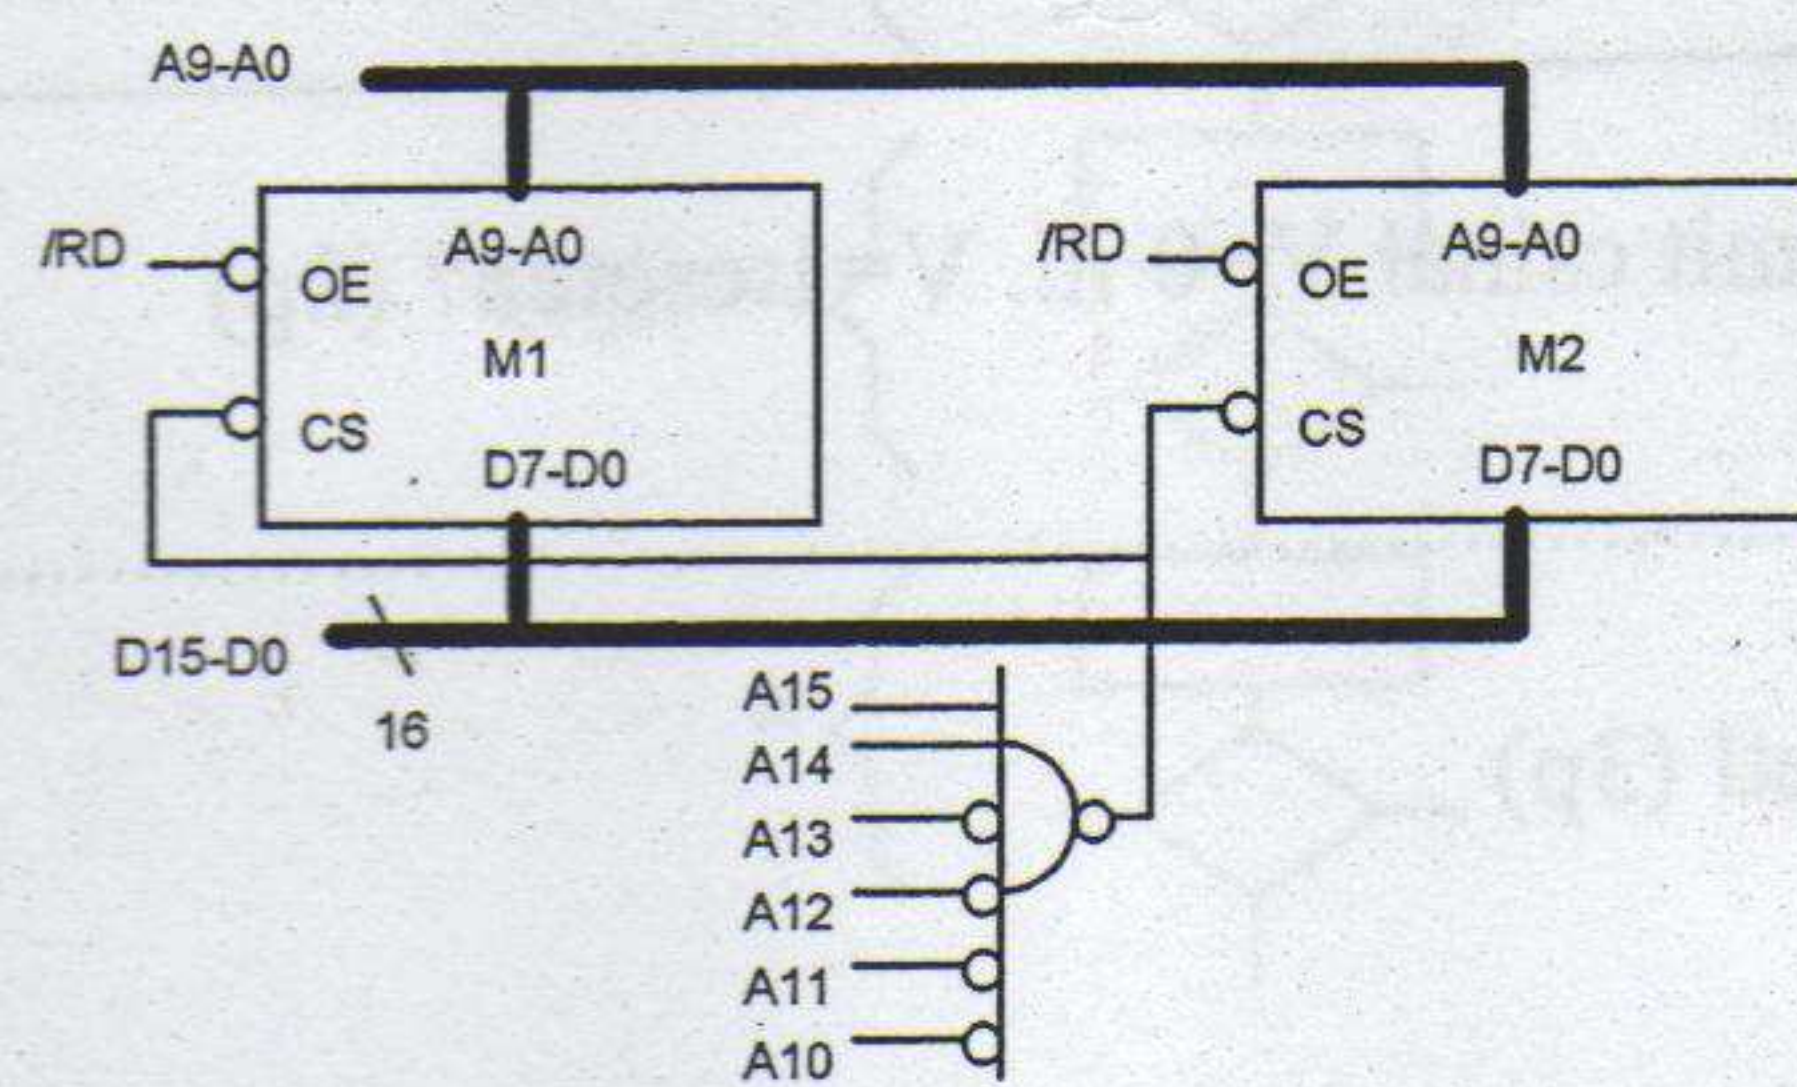 A9-A0
/RD
OE
A9-A0
M1
CS
D7-D0
/RD
OE
A9-A0
M2
CS
D7-D0
D15-D0
16
A15
A14
A13
A12
A11
A10